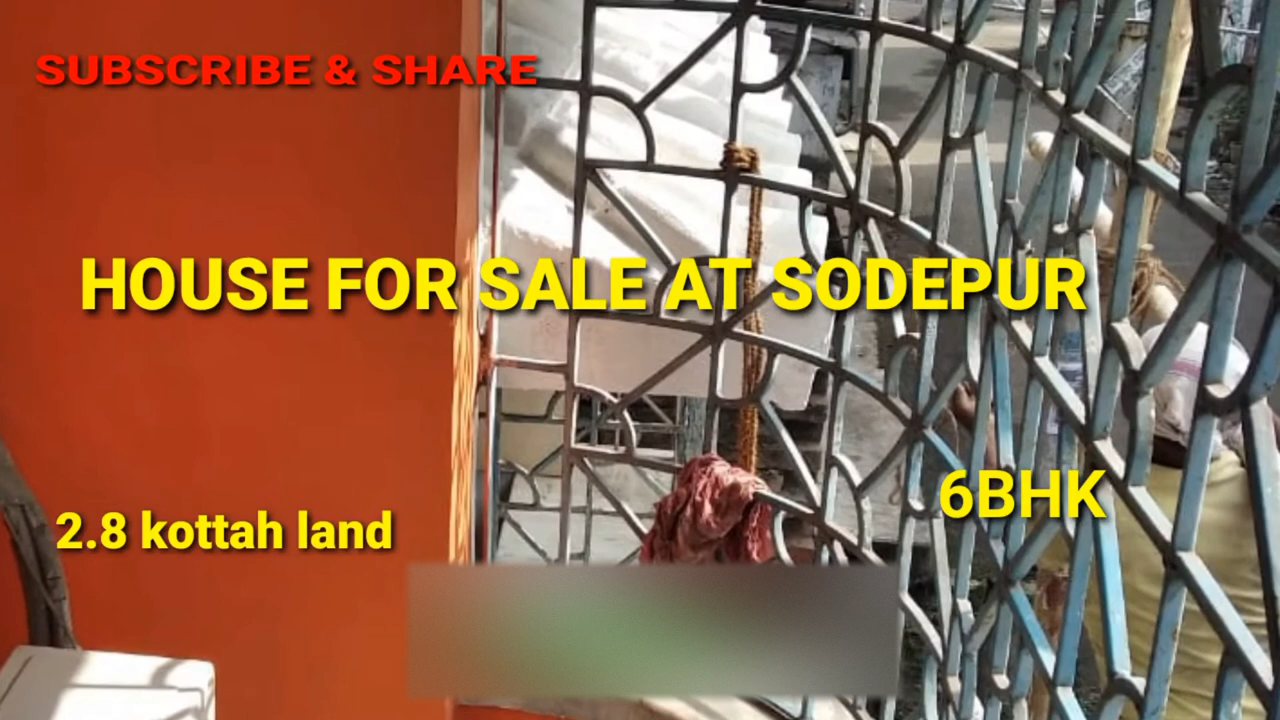 SUBSCRIBE & SHARE
HOUSE FOR SALE AT SODEPUR
2.8 kottah land
6BHK